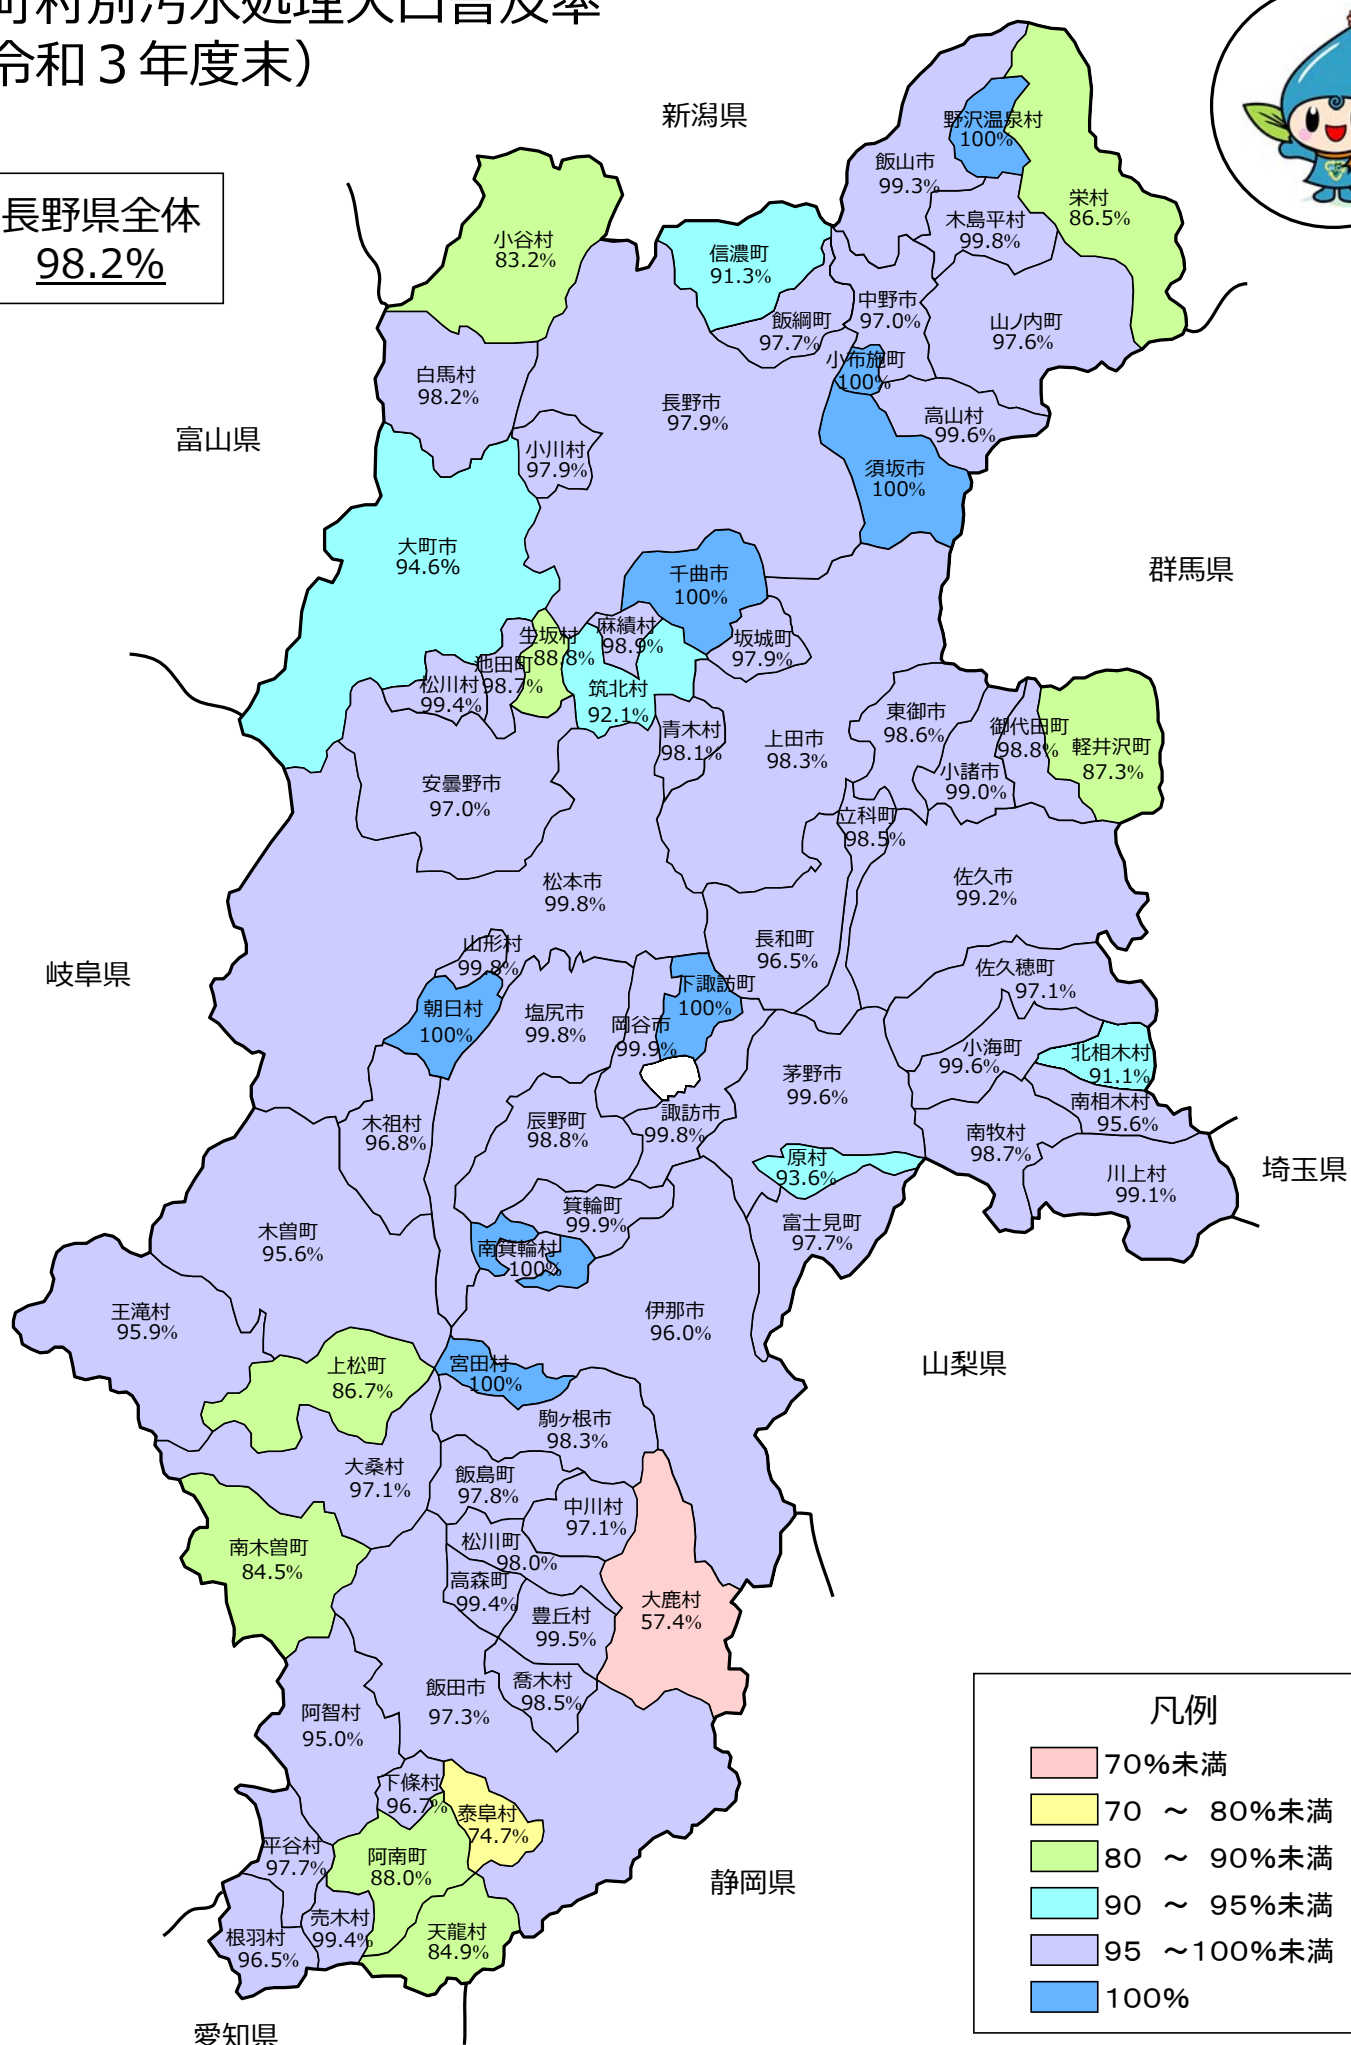 町村別汚水処理人口普及率
令和３年度末）
長野県全体
98.2%
新潟県
富山県
群馬県
岐阜県
埼玉県
山梨県
静岡県
愛知県
野沢温泉村
100%
飯山市
99.3%
栄村
86.5%
木島平村
99.8%
小谷村
83.2%
信濃町
91.3%
中野市
97.0%
飯綱町
97.7%
山ノ内町
97.6%
小布施町
100%
白馬村
98.2%
長野市
97.9%
高山村
99.6%
小川村
97.9%
須坂市
100%
大町市
94.6%
千曲市
100%
生坂村
88.8%
麻績村
98.9%
坂城町
97.9%
池田町
98.7%
松川村
99.4%
筑北村
92.1%
青木村
98.1%
上田市
98.3%
東御市
98.6%
御代田町
98.8%
軽井沢町
87.3%
小諸市
99.0%
安曇野市
97.0%
立科町
98.5%
松本市
99.8%
佐久市
99.2%
山形村
99.8%
長和町
96.5%
佐久穂町
97.1%
朝日村
100%
塩尻市
99.8%
岡谷市
99.9%
下諏訪町
100%
小海町
99.6%
北相木村
91.1%
茅野市
99.6%
木祖村
96.8%
辰野町
98.8%
諏訪市
99.8%
南相木村
95.6%
南牧村
98.7%
原村
93.6%
川上村
99.1%
木曽町
95.6%
箕輪町
99.9%
富士見町
97.7%
南箕輪村
100%
王滝村
95.9%
伊那市
96.0%
上松町
86.7%
宮田村
100%
駒ヶ根市
98.3%
大桑村
97.1%
飯島町
97.8%
中川村
97.1%
南木曽町
84.5%
松川町
98.0%
高森町
99.4%
大鹿村
57.4%
豊丘村
99.5%
飯田市
97.3%
喬木村
98.5%
阿智村
95.0%
下條村
96.7%
泰阜村
74.7%
平谷村
97.7%
阿南町
88.0%
売木村
99.4%
根羽村
96.5%
天龍村
84.9%
凡例
70%未満
70 ～ 80%未満
80 ～ 90%未満
90 ～ 95%未満
95 ～100%未満
100%